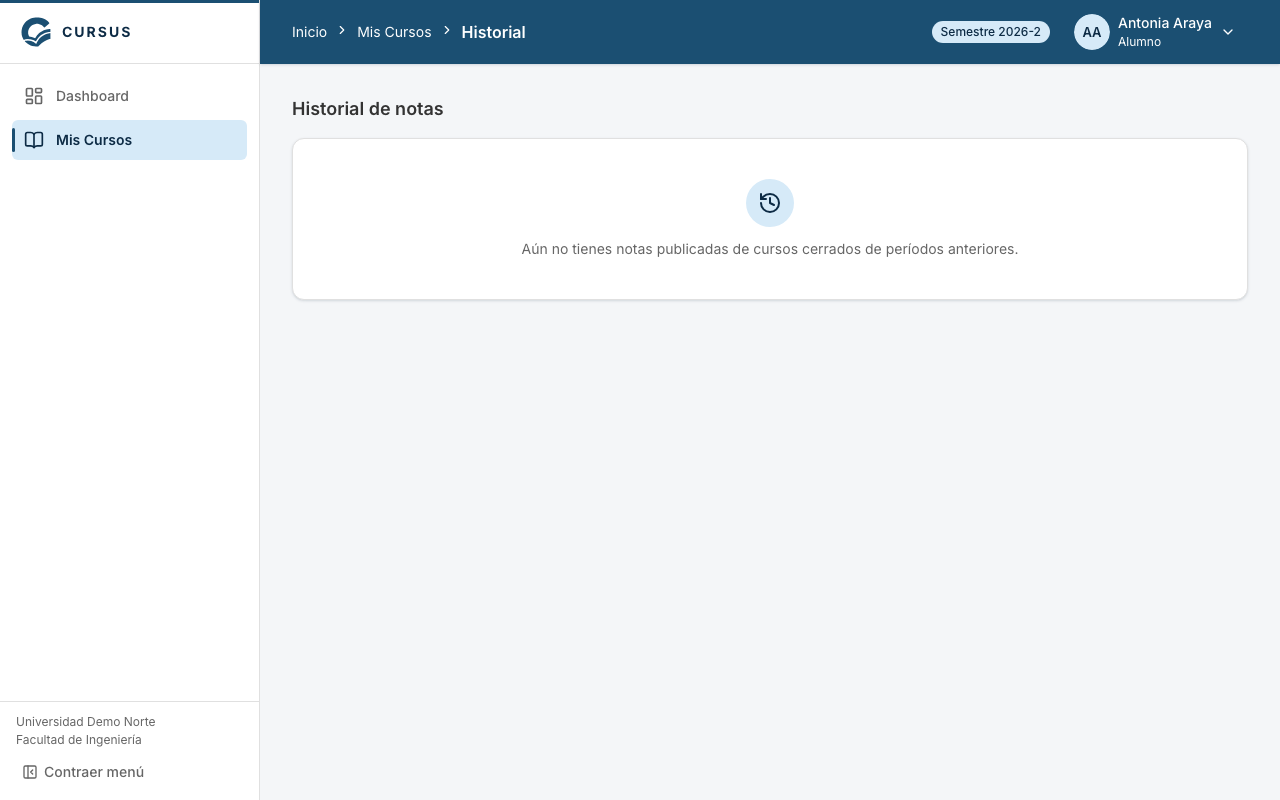 CURSUS
Inicio > Mis Cursos > Historial
Semestre 2026-2
AA
Antonia Araya
Alumno
Dashboard
Mis Cursos
Historial de notas
Aún no tienes notas publicadas de cursos cerrados de períodos anteriores.
Universidad Demo Norte
Facultad de Ingeniería
Contraer menú